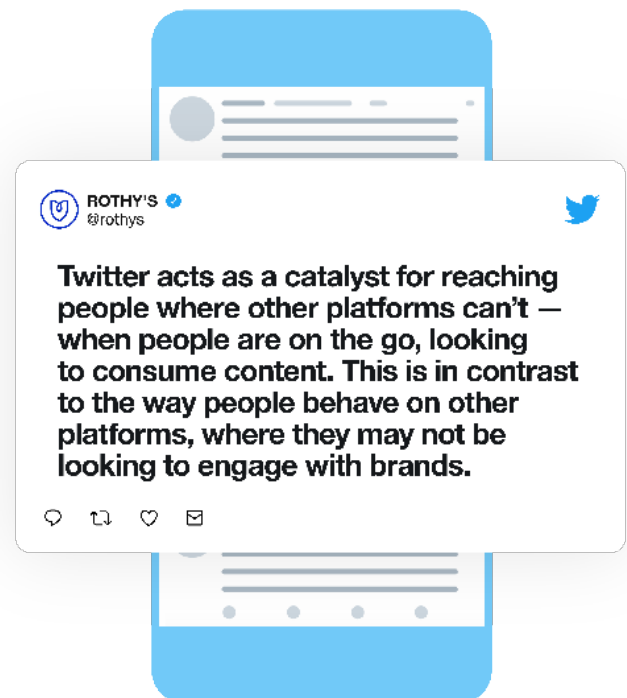 ROTHY'S
@rothys
Twitter acts as a catalyst for reaching
people where other platforms can't —
when people are on the go, looking
to consume content. This is in contrast
to the way people behave on other
platforms, where they may not be
looking to engage with brands.